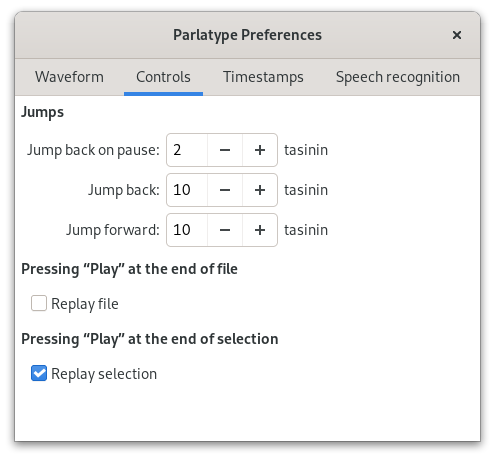 Parlatype Preferences
Waveform Controls Timestamps Speech recognition
Jumps
Jump back on pause: 2 − + tasinin
Jump back: 10 − + tasinin
Jump forward: 10 − + tasinin
Pressing “Play” at the end of file
Replay file
Pressing “Play” at the end of selection
Replay selection